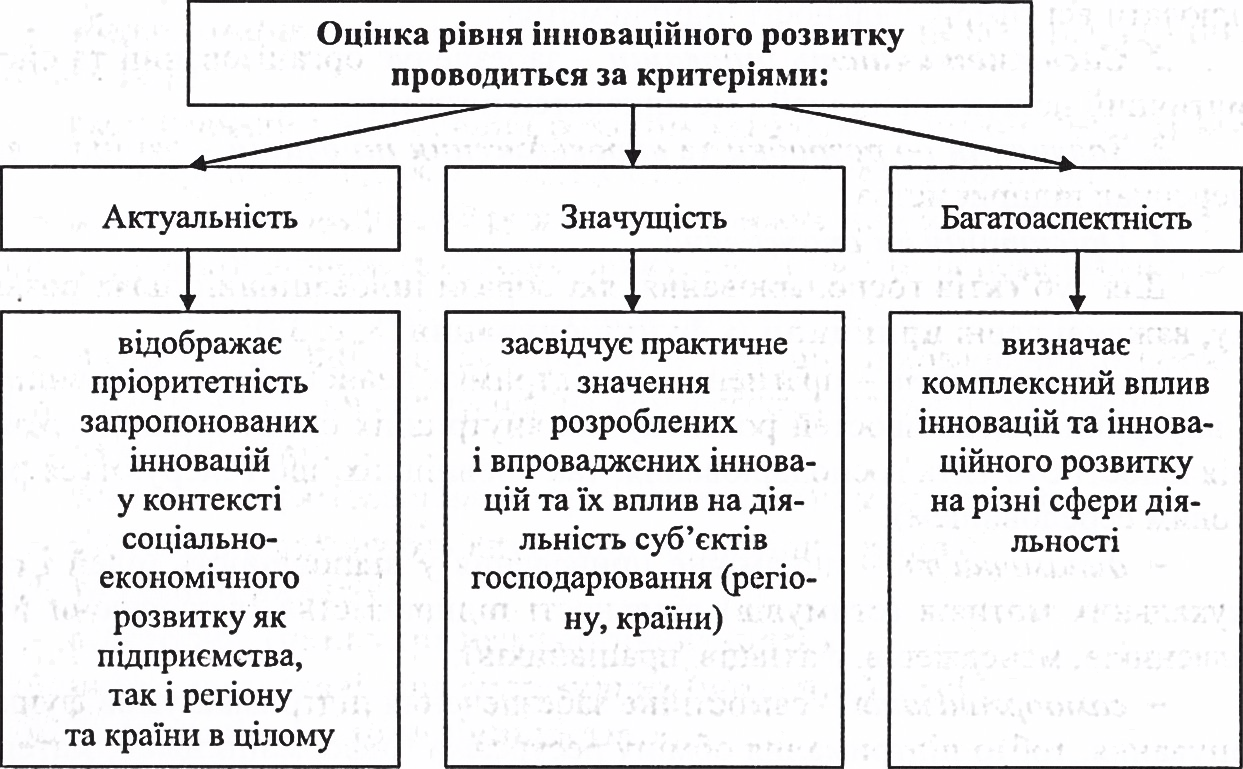 Оцінка рівня інноваційного розвитку
проводиться за критеріями:
Актуальність
Значущість
Багатоаспектність
відображає
пріоритетність
запропонованих
інновацій
у контексті
соціально-
економічного
розвитку як
підприємства,
так і регіону
та країни в цілому
засвідчує практичне
значення
розроблених
і впроваджених іннова-
цій та їх вплив на дія-
льність суб’єктів
господарювання (регіо-
ну, країни)
визначає
комплексний вплив
інновацій та іннова-
ційного розвитку
на різні сфери дія-
льності